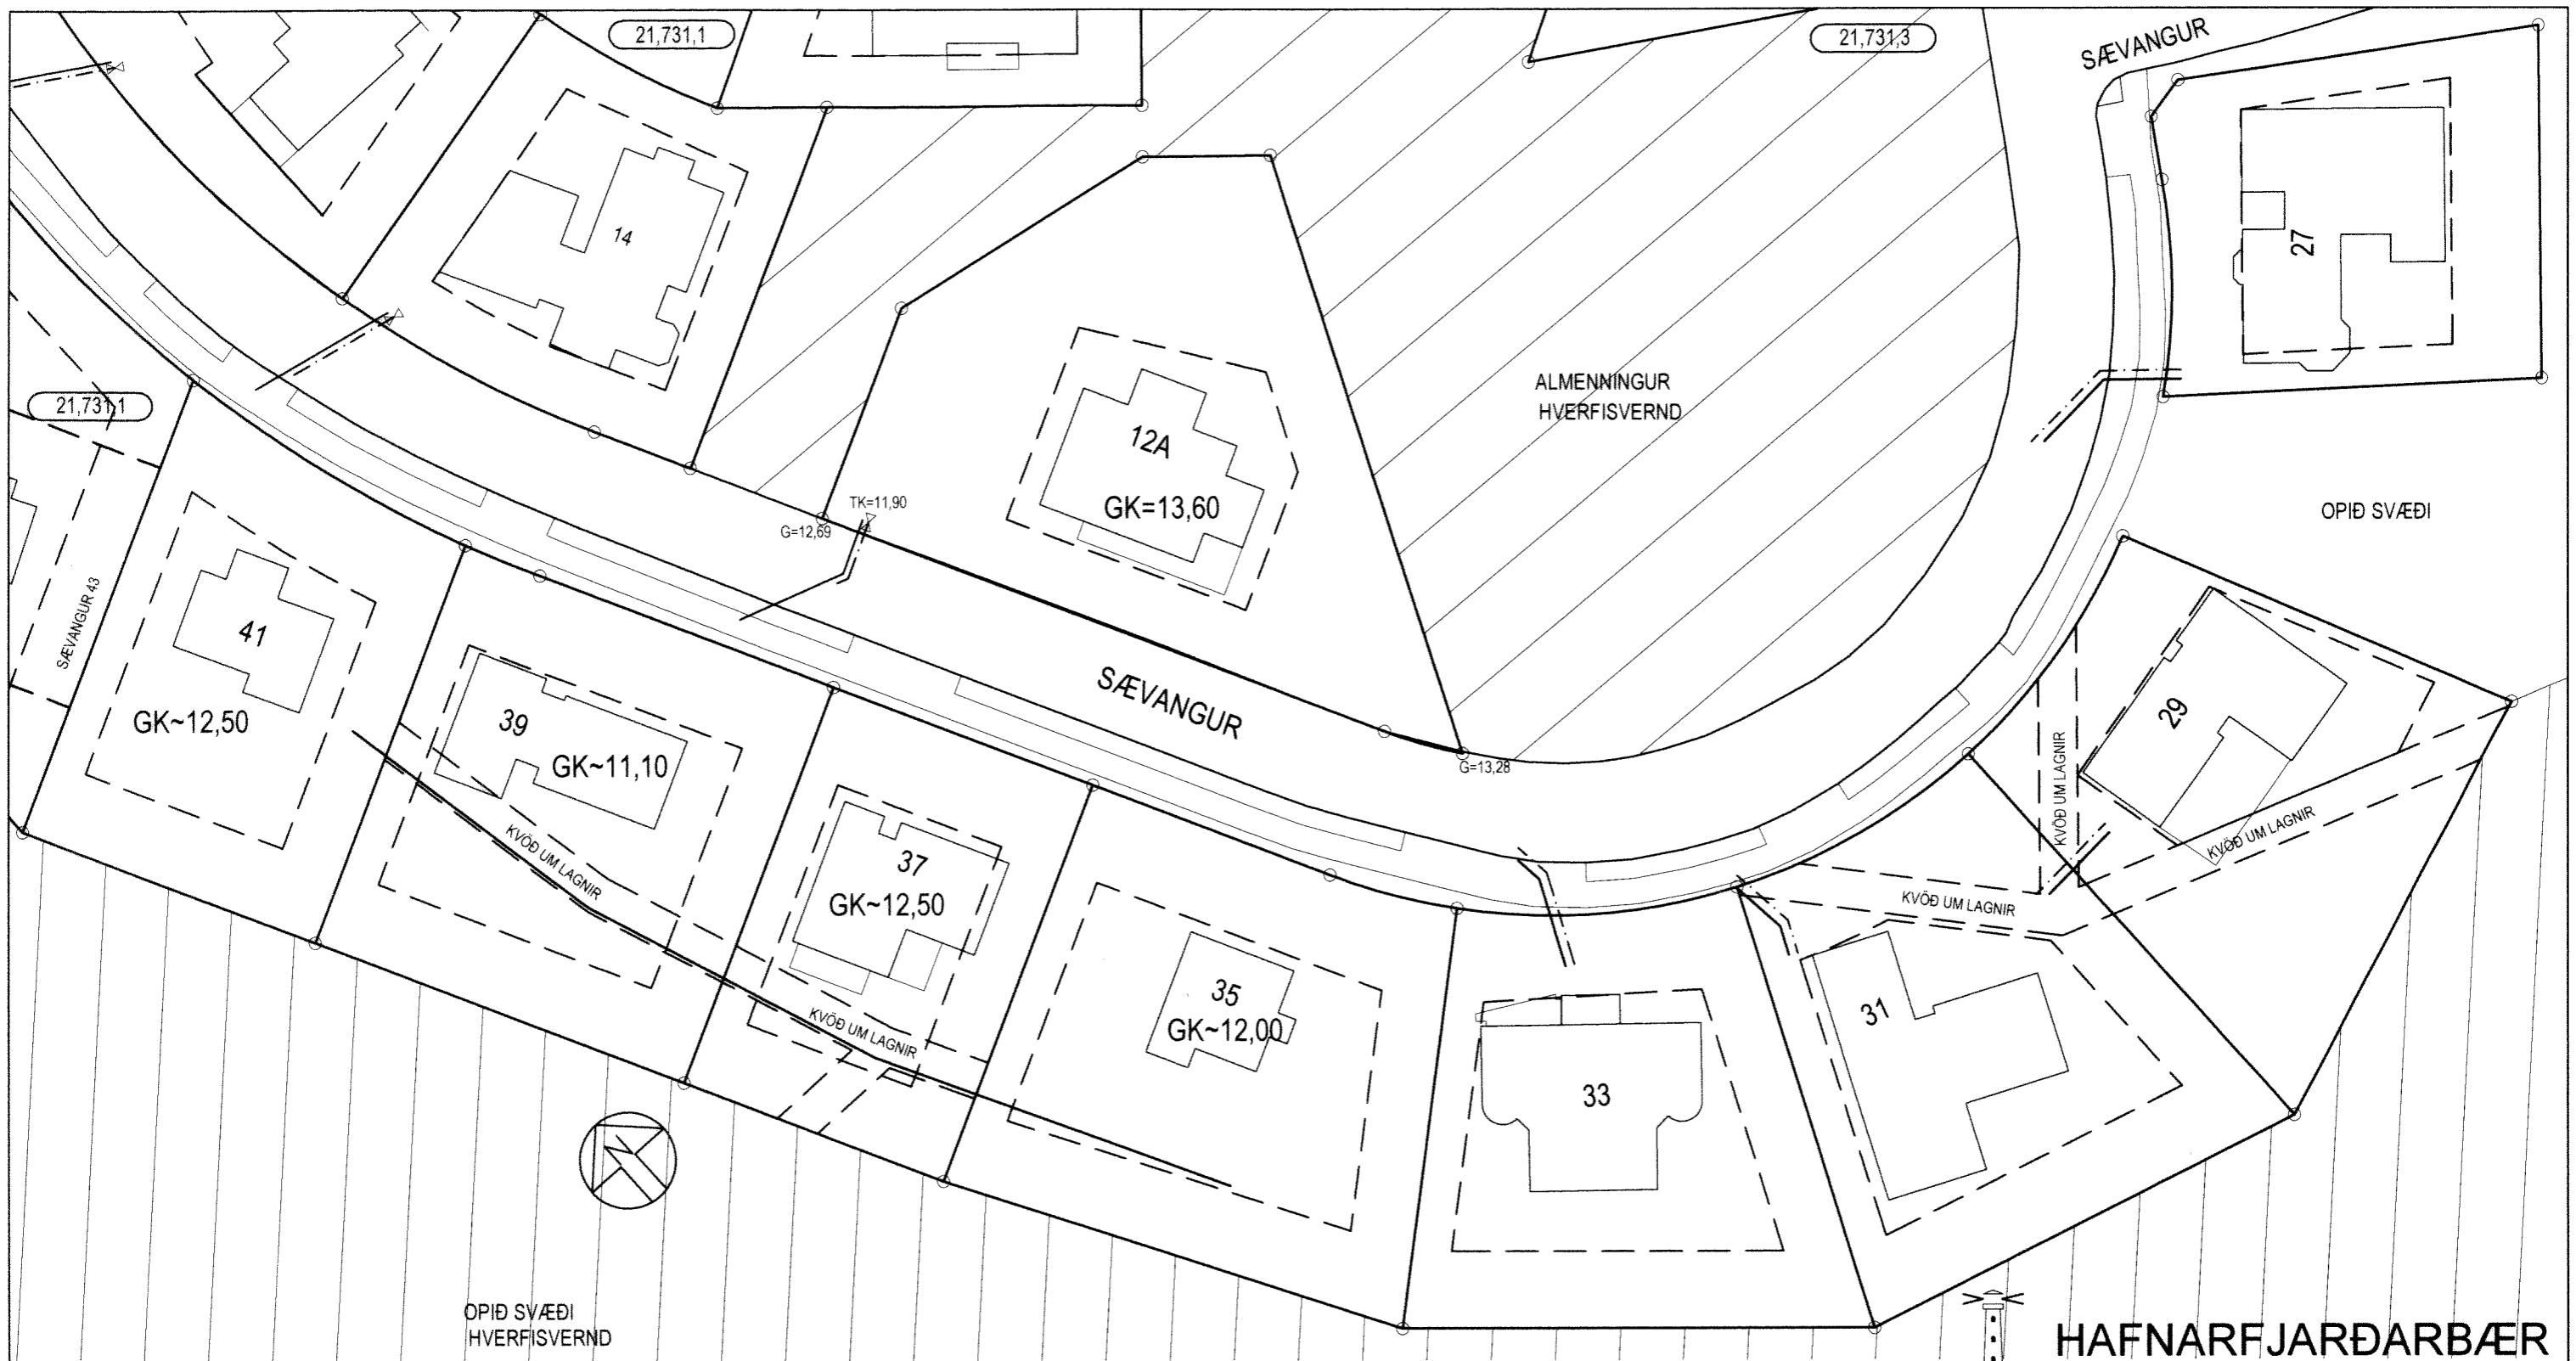 21,731,1
21,731,3
SÆVANGUR
14
27
21,731,1
ALMENNINGUR
HVERFISVERND
12A
GK=13,60
TK=11,90
G=12,69
OPIÐ SVÆÐI
SÆVANGUR 43
41
GK~12,50
39
GK~11,10
SÆVANGUR
G=13,28
29
KVÖÐ UM LAGNIR
KVÖÐ UM LAGNIR
KVÖÐ UM LAGNIR
37
GK~12,50
KVÖÐ UM LAGNIR
KVÖÐ UM LAGNIR
35
GK~12,00
31
33
OPIÐ SVÆÐI
HVERFISVERND
HAFNARFJARÐARBÆR